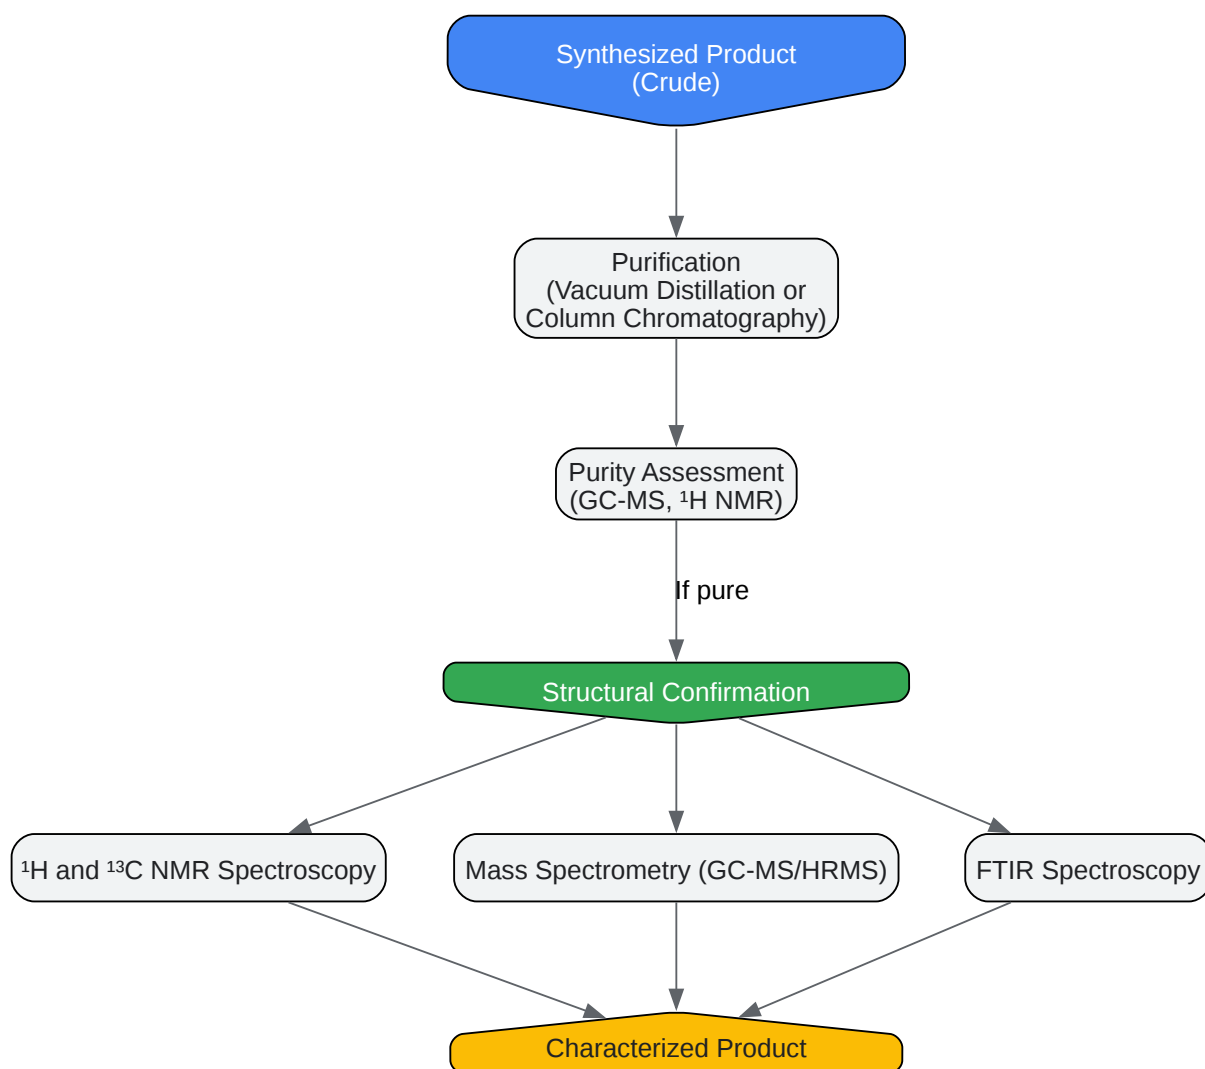 Synthesized Product
(Crude)
Purification
(Vacuum Distillation or
Column Chromatography)
Purity Assessment
(GC-MS, ¹H NMR)
If pure
Structural Confirmation
¹H and ¹³C NMR Spectroscopy
Mass Spectrometry (GC-MS/HRMS)
FTIR Spectroscopy
Characterized Product